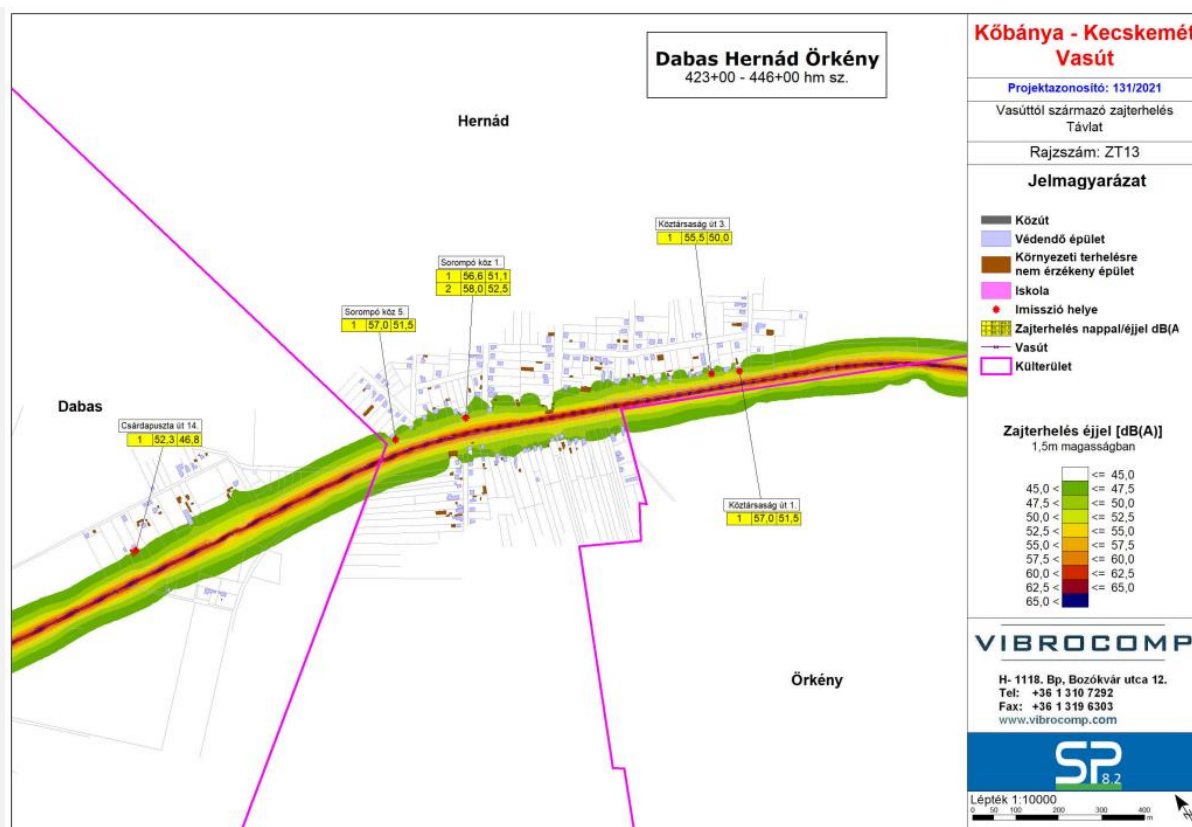 Dabas Hernád Örkény
423+00 - 446+00 hm sz.
Hernád
Köztársaság út 3.
1 55,5 50,0
Sorompó köz 1.
1 56,6 51,1
2 58,0 52,5
Sorompó köz 5.
1 57,0 51,5
Dabas
Csárdapuszta út 14.
1 52,3 46,8
Köztársaság út 1.
1 57,0 51,5
Örkény
Kőbánya - Kecskemét
Vasút
Projektazonosító: 131/2021
Vasúttól származó zajterhelés
Távlat
Rajzszám: ZT13
Jelmagyarázat
Közút
Védendő épület
Környezeti terhelésre
nem érzékeny épület
Iskola
Imisszió helye
Zajterhelés nappal/éjjel dB(A
Vasút
Külterület
Zajterhelés éjjel [dB(A)]
1,5m magasságban
<= 45,0
45,0 < <= 47,5
47,5 < <= 50,0
50,0 < <= 52,5
52,5 < <= 55,0
55,0 < <= 57,5
57,5 < <= 60,0
60,0 < <= 62,5
62,5 < <= 65,0
65,0 <
VIBROCOMP
H- 1118. Bp, Bozókvár utca 12.
Tel: +36 1 310 7292
Fax: +36 1 319 6303
www.vibrocomp.com
SP 8.2
Lépték 1:10000
0 50 100 200 300 400
m